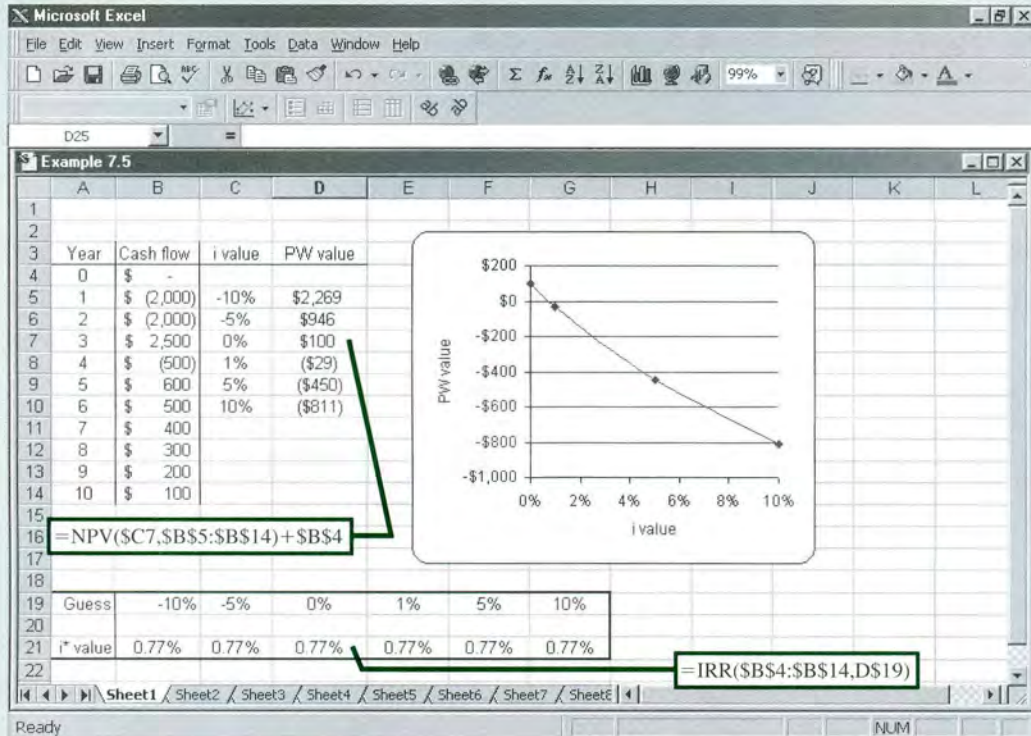 Microsoft Excel
File Edit View Insert Format Tools Data Window Help
99%
D25 =
Example 7.5
A B C D E F G H I J K L
1
2
3 Year Cash flow i value PW value
4 0 $ -
5 1 $ (2,000) -10% $2,269
6 2 $ (2,000) -5% $946
7 3 $ 2,500 0% $100
8 4 $ (500) 1% ($29)
9 5 $ 600 5% ($450)
10 6 $ 500 10% ($811)
11 7 $ 400
12 8 $ 300
13 9 $ 200
14 10 $ 100
15
16 =NPV($C7,$B$5:$B$14)+$B$4
17
18
19 Guess -10% -5% 0% 1% 5% 10%
20
21 i* value 0.77% 0.77% 0.77% 0.77% 0.77% 0.77%
22
=IRR($B$4:$B$14,D$19)
$200
$0
-$200
-$400
-$600
-$800
-$1,000
PW value
0% 2% 4% 6% 8% 10%
i value
Sheet1 Sheet2 Sheet3 Sheet4 Sheet5 Sheet6 Sheet7 Sheet8
Ready NUM